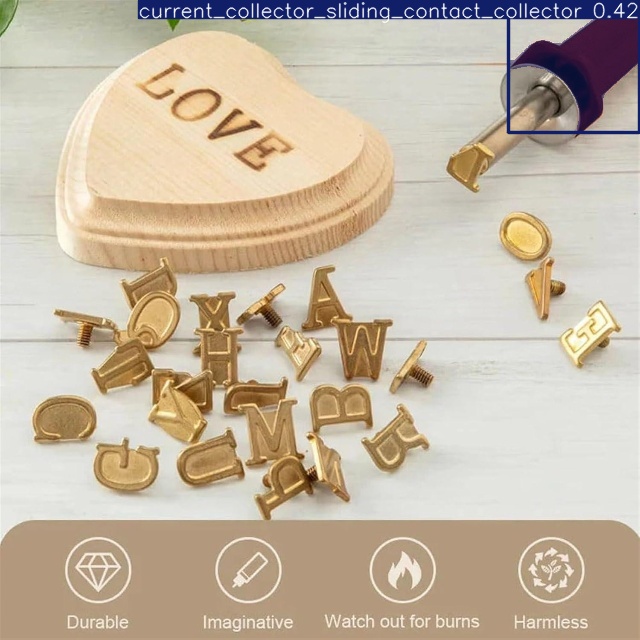 current_collector_sliding_contact_collector 0.42
LOVE
X
A
H
W
B
M
R
Durable
Imaginative
Watch out for burns
Harmless